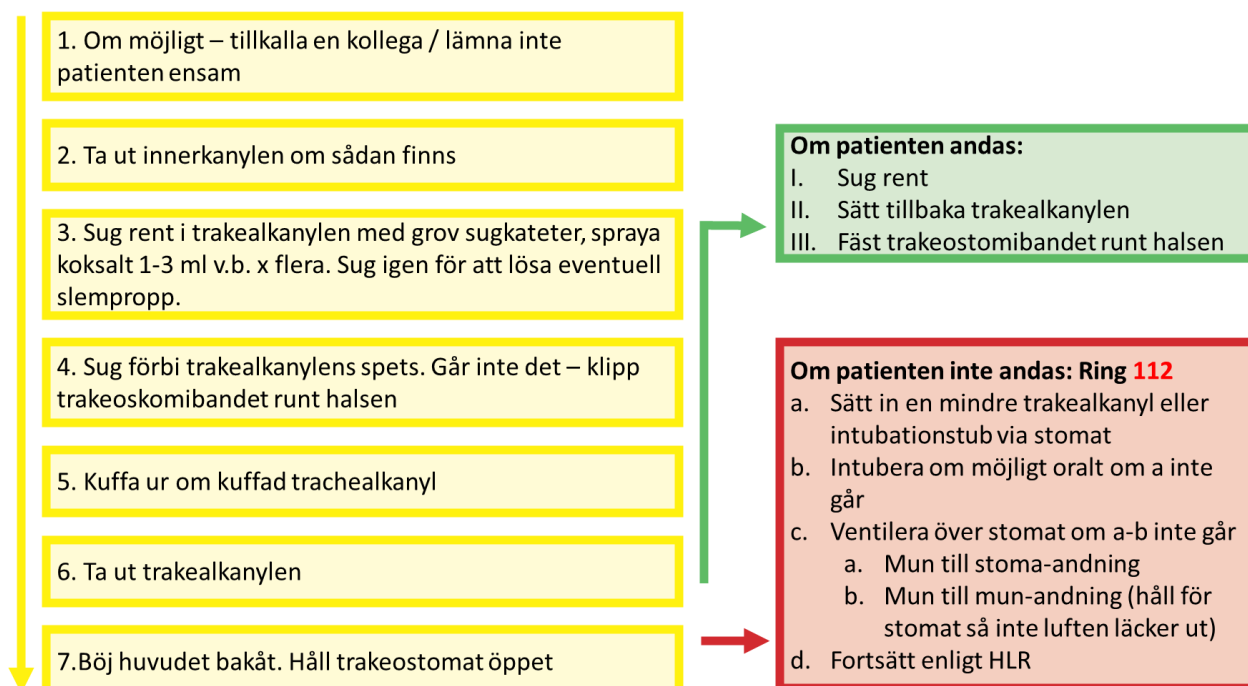 1. Om möjligt – tillkalla en kollega / lämna inte
patienten ensam
2. Ta ut innerkanylen om sådan finns
3. Sug rent i trakealkanylen med grov sugkateter, spraya
koksalt 1-3 ml v.b. x flera. Sug igen för att lösa eventuell
slempropp.
4. Sug förbi trakealkanylens spets. Går inte det – klipp
trakeoskomibandet runt halsen
5. Kuffa ur om kuffad trachealkanyl
6. Ta ut trakealkanylen
7.Böj huvudet bakåt. Håll trakeostomat öppet
Om patienten andas:
I. Sug rent
II. Sätt tillbaka trakealkanylen
III. Fäst trakeostomibandet runt halsen
Om patienten inte andas: Ring 112
a. Sätt in en mindre trakealkanyl eller
intubationstub via stomat
b. Intubera om möjligt oralt om a inte
går
c. Ventilera över stomat om a-b inte går
a. Mun till stoma-andning
b. Mun till mun-andning (håll för
stomat så inte luften läcker ut)
d. Fortsätt enligt HLR